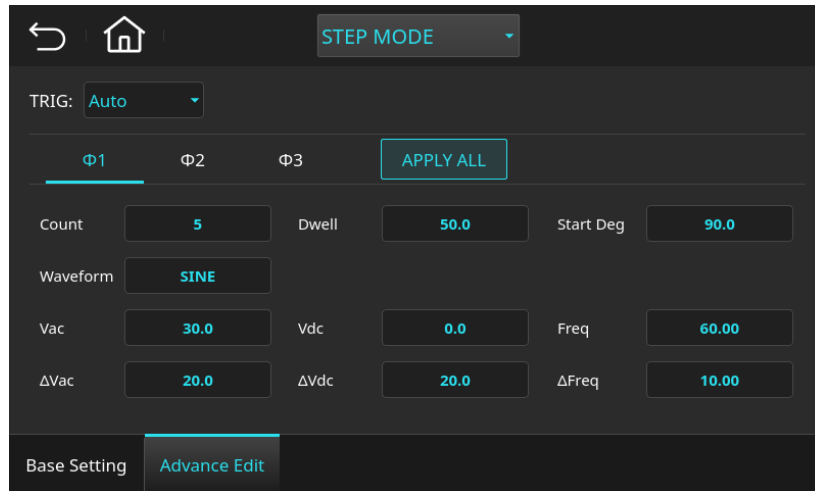 STEP MODE
TRIG: Auto
Φ1 Φ2 Φ3 APPLY ALL
Count 5 Dwell 50.0 Start Deg 90.0
Waveform SINE
Vac 30.0 Vdc 0.0 Freq 60.00
ΔVac 20.0 ΔVdc 20.0 ΔFreq 10.00
Base Setting Advance Edit